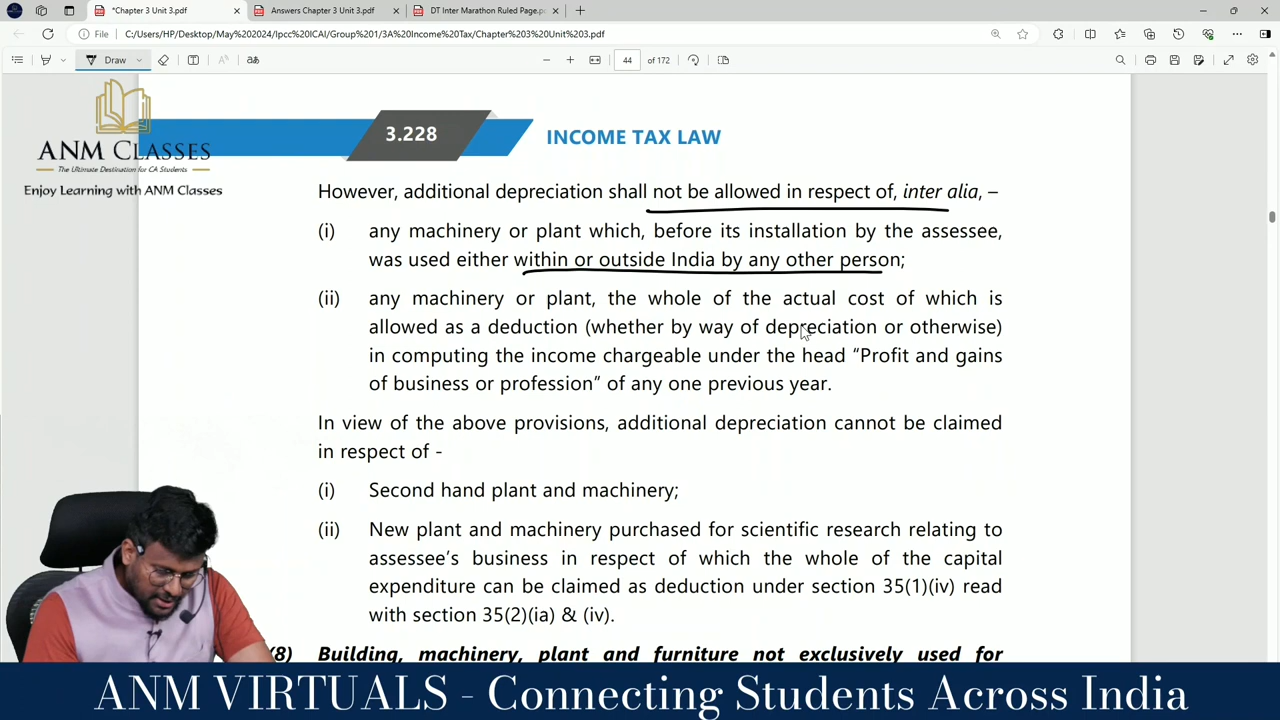 *Chapter 3 Unit 3.pdf
Answers Chapter 3 Unit 3.pdf
DT Inter Marathon Ruled Page.p
File
C:/Users/HP/Desktop/May%202024/Ipcc%20ICAI/Group%201/3A%20Income%20Tax/Chapter%203%20Unit%203.pdf
Draw
44 of 172
3.228
INCOME TAX LAW
ANM CLASSES
The Ultimate Destination for CA Students
Enjoy Learning with ANM Classes
However, additional depreciation shall not be allowed in respect of, inter alia, –
(i) any machinery or plant which, before its installation by the assessee,
was used either within or outside India by any other person;
(ii) any machinery or plant, the whole of the actual cost of which is
allowed as a deduction (whether by way of depreciation or otherwise)
in computing the income chargeable under the head "Profit and gains
of business or profession" of any one previous year.
In view of the above provisions, additional depreciation cannot be claimed
in respect of -
(i) Second hand plant and machinery;
(ii) New plant and machinery purchased for scientific research relating to
assessee's business in respect of which the whole of the capital
expenditure can be claimed as deduction under section 35(1)(iv) read
with section 35(2)(ia) & (iv).
(8) Building, machinery, plant and furniture not exclusively used for
ANM VIRTUALS - Connecting Students Across India